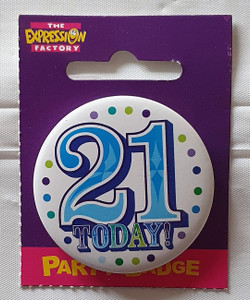 THE
EXPRESSION
FACTORY
21
TODAY!
PARTY BADGE